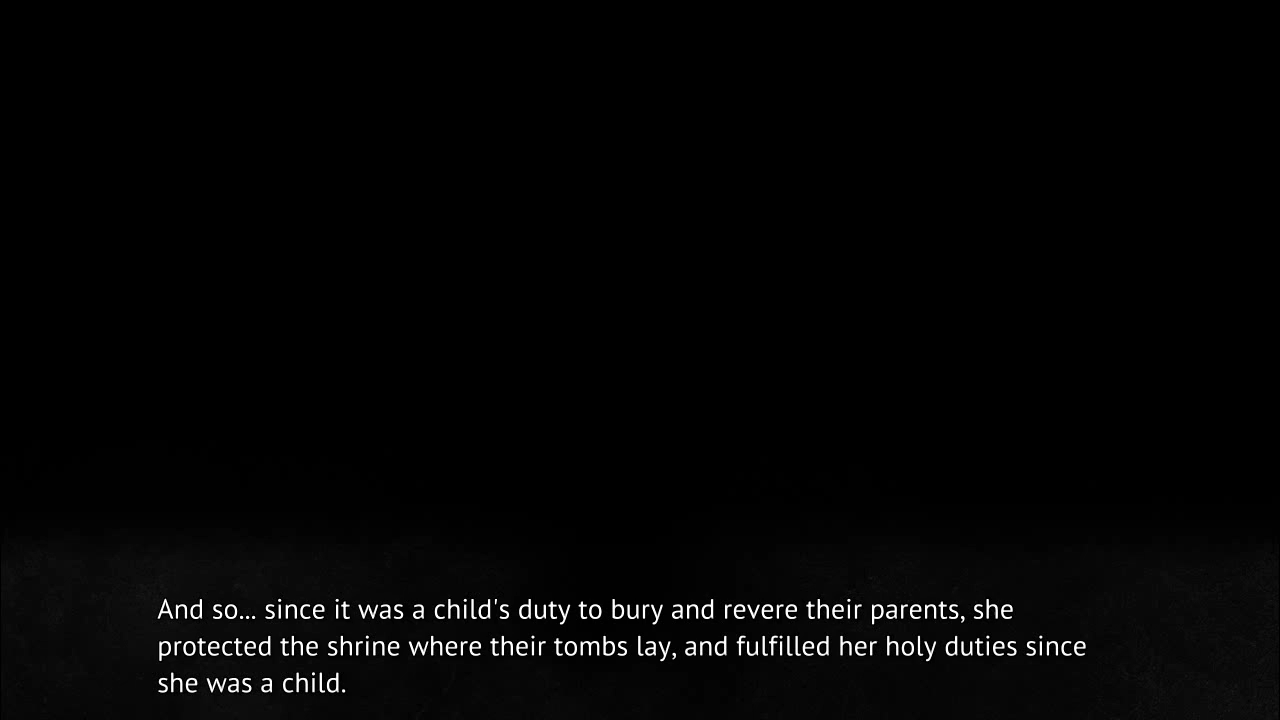 And so... since it was a child's duty to bury and revere their parents, she
protected the shrine where their tombs lay, and fulfilled her holy duties since
she was a child.